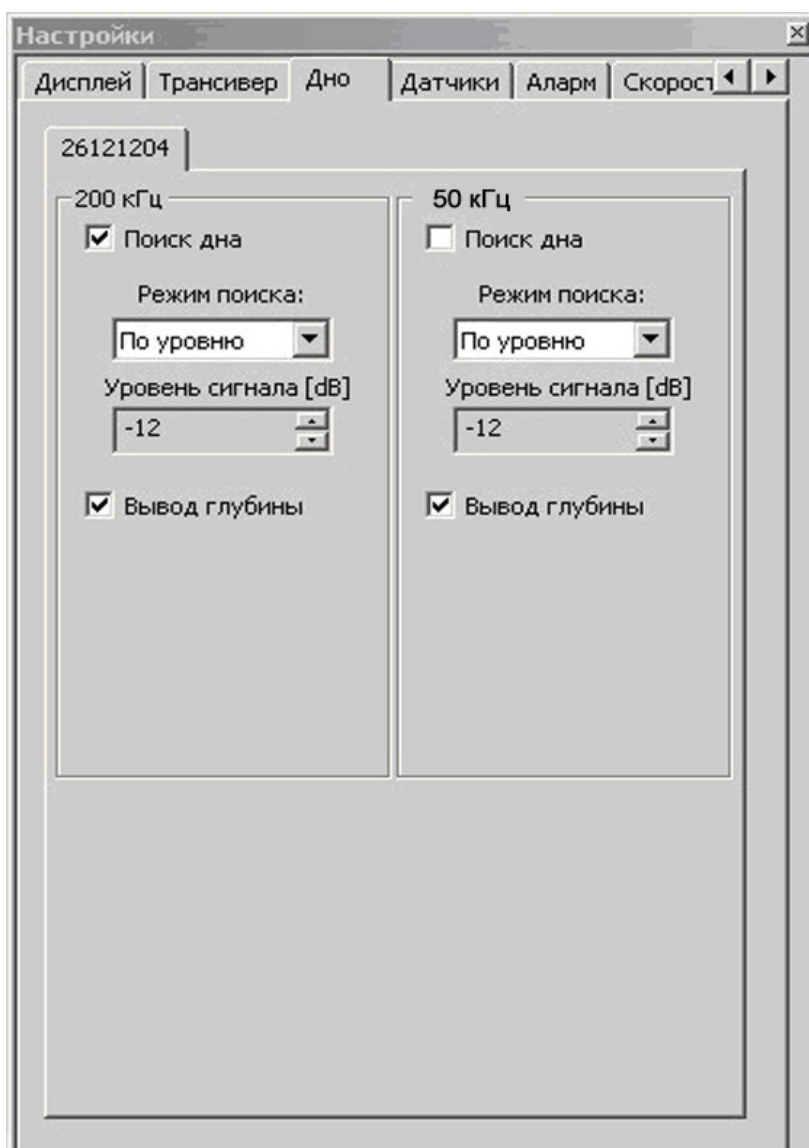 Настройки
Дисплей Трансивер Дно Датчики Аларм Скорост
26121204
200 кГц 50 кГц
Поиск дна Поиск дна
Режим поиска: Режим поиска:
По уровню По уровню
Уровень сигнала [dB] Уровень сигнала [dB]
-12 -12
Вывод глубины Вывод глубины